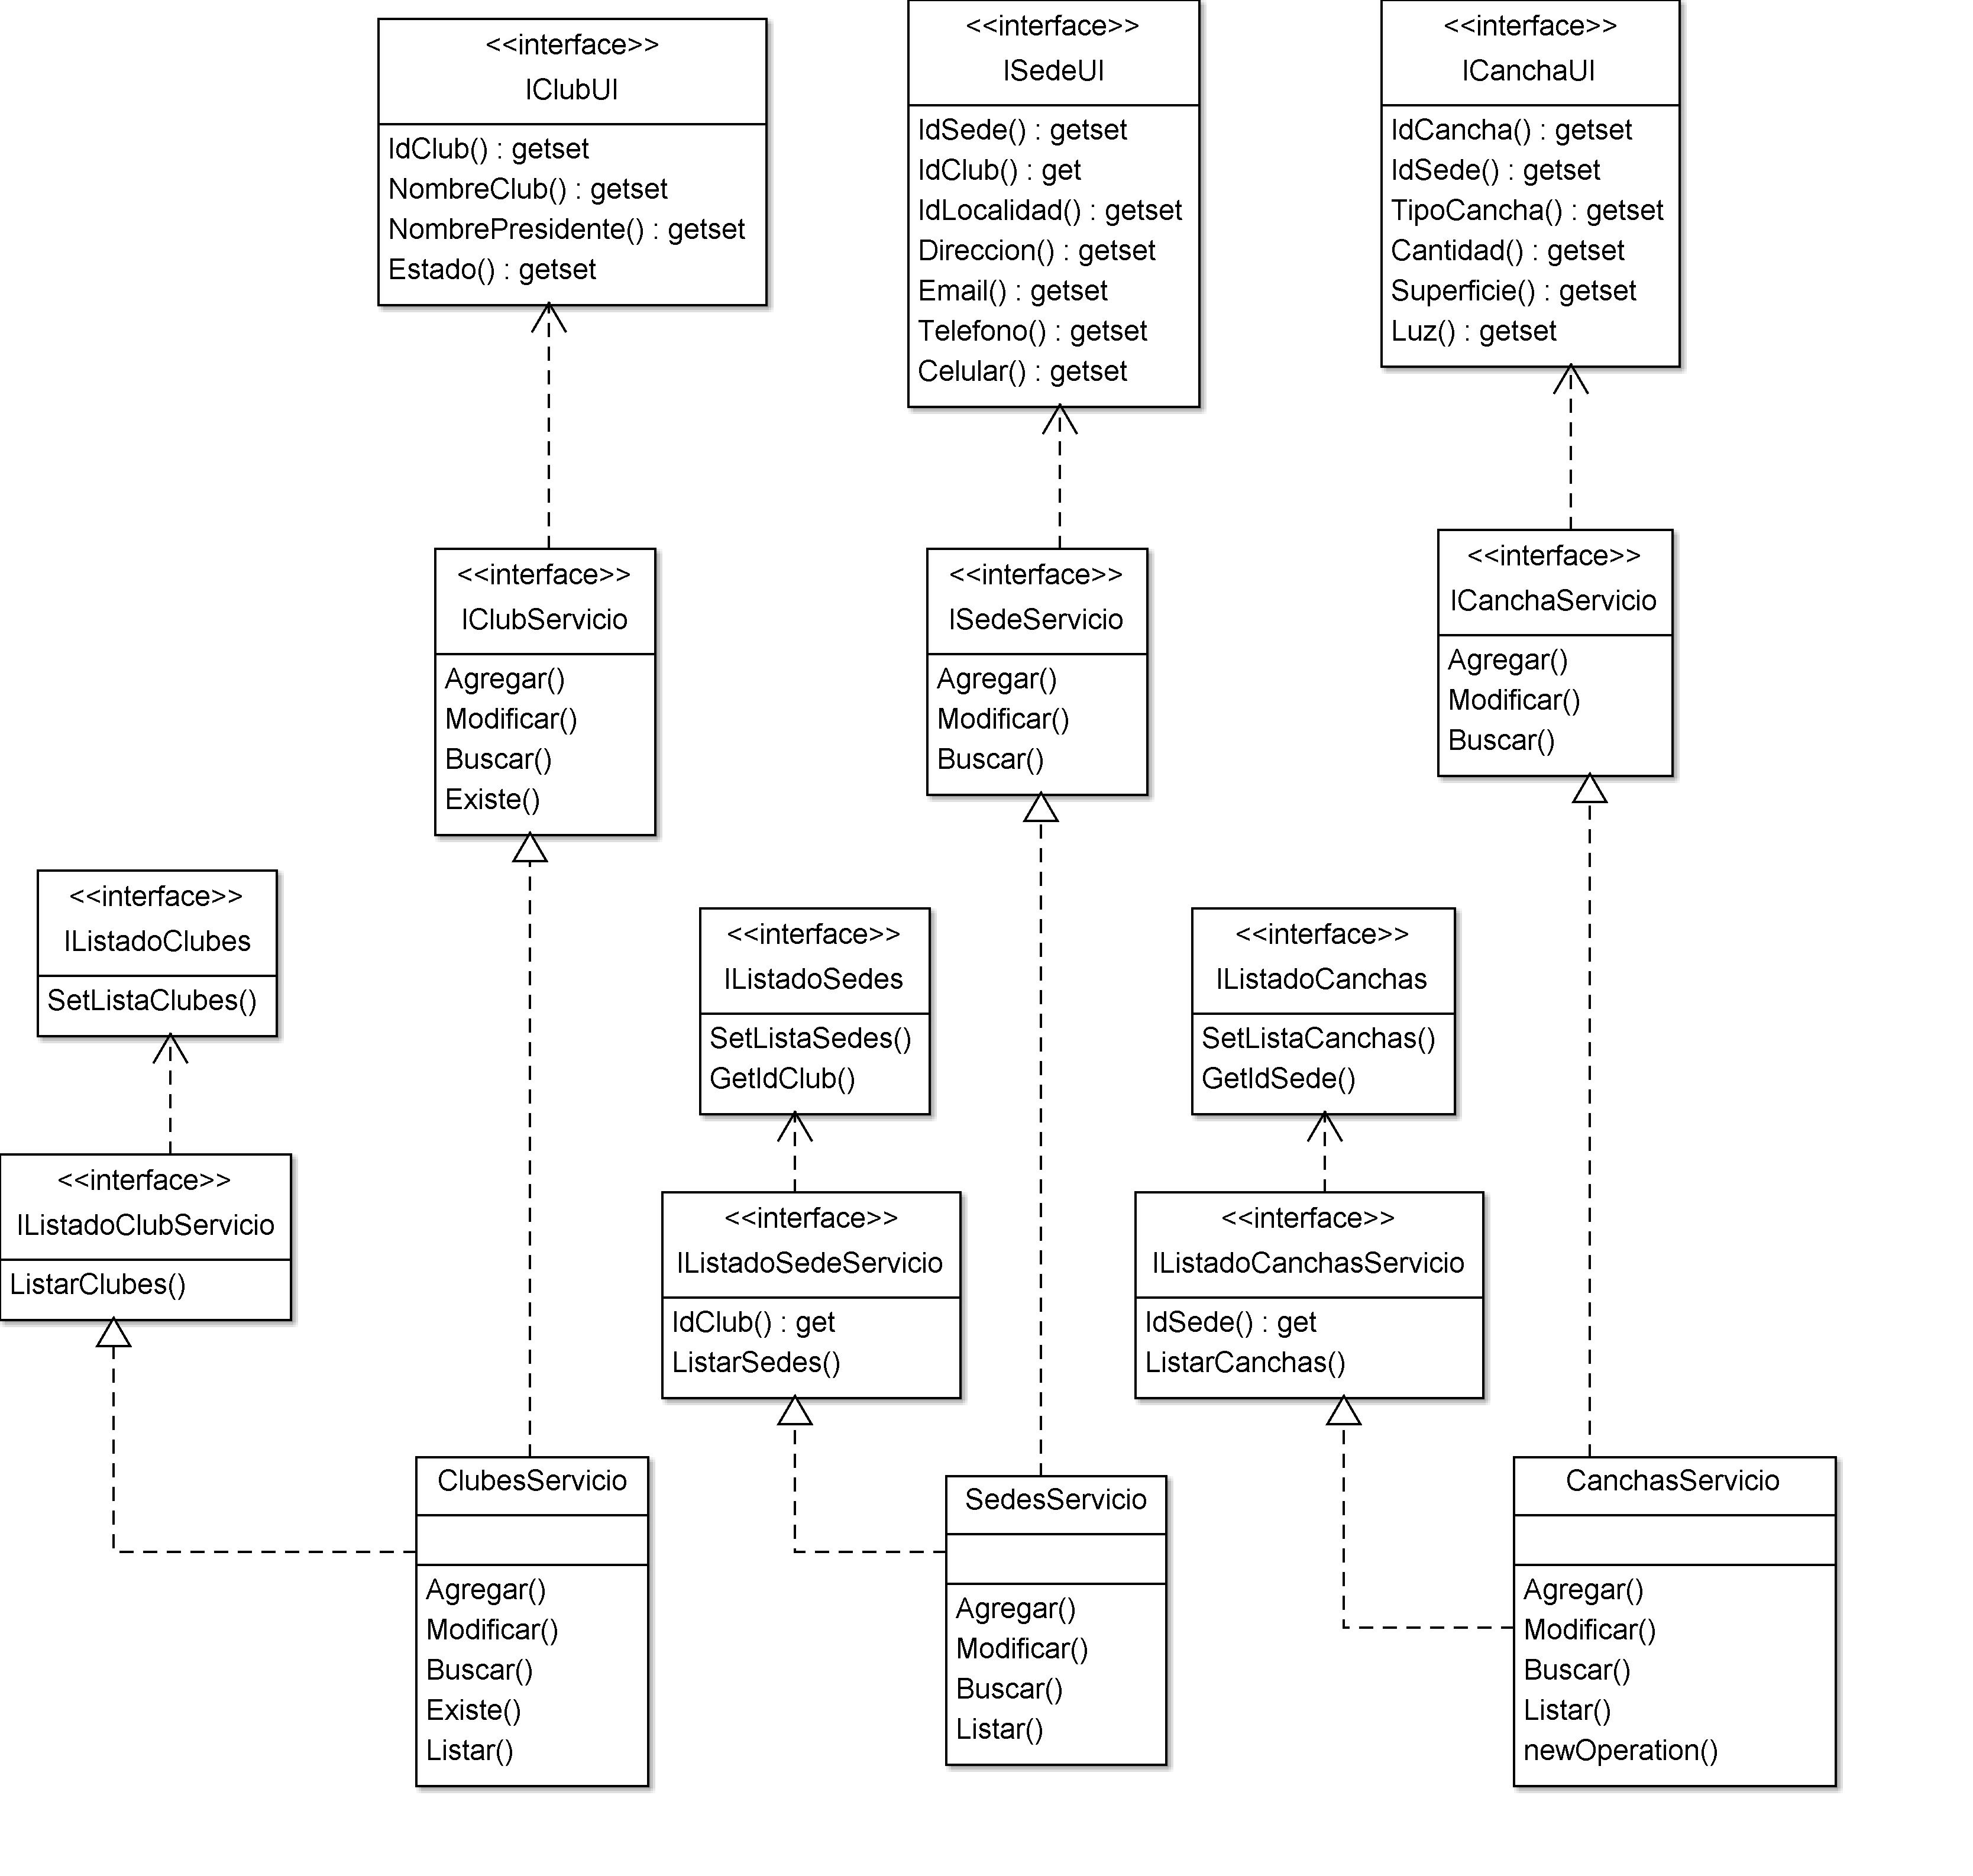 <<interface>>
IClubUI
IdClub() : getset
NombreClub() : getset
NombrePresidente() : getset
Estado() : getset
<<interface>>
ISedeUI
IdSede() : getset
IdClub() : get
IdLocalidad() : getset
Direccion() : getset
Email() : getset
Telefono() : getset
Celular() : getset
<<interface>>
ICanchaUI
IdCancha() : getset
IdSede() : getset
TipoCancha() : getset
Cantidad() : getset
Superficie() : getset
Luz() : getset
<<interface>>
IClubServicio
Agregar()
Modificar()
Buscar()
Existe()
<<interface>>
ISedeServicio
Agregar()
Modificar()
Buscar()
<<interface>>
ICanchaServicio
Agregar()
Modificar()
Buscar()
<<interface>>
IListadoClubes
SetListaClubes()
<<interface>>
IListadoSedes
SetListaSedes()
GetIdClub()
<<interface>>
IListadoCanchas
SetListaCanchas()
GetIdSede()
<<interface>>
IListadoClubServicio
ListarClubes()
<<interface>>
IListadoSedeServicio
IdClub() : get
ListarSedes()
<<interface>>
IListadoCanchasServicio
IdSede() : get
ListarCanchas()
ClubesServicio
Agregar()
Modificar()
Buscar()
Existe()
Listar()
SedesServicio
Agregar()
Modificar()
Buscar()
Listar()
CanchasServicio
Agregar()
Modificar()
Buscar()
Listar()
newOperation()